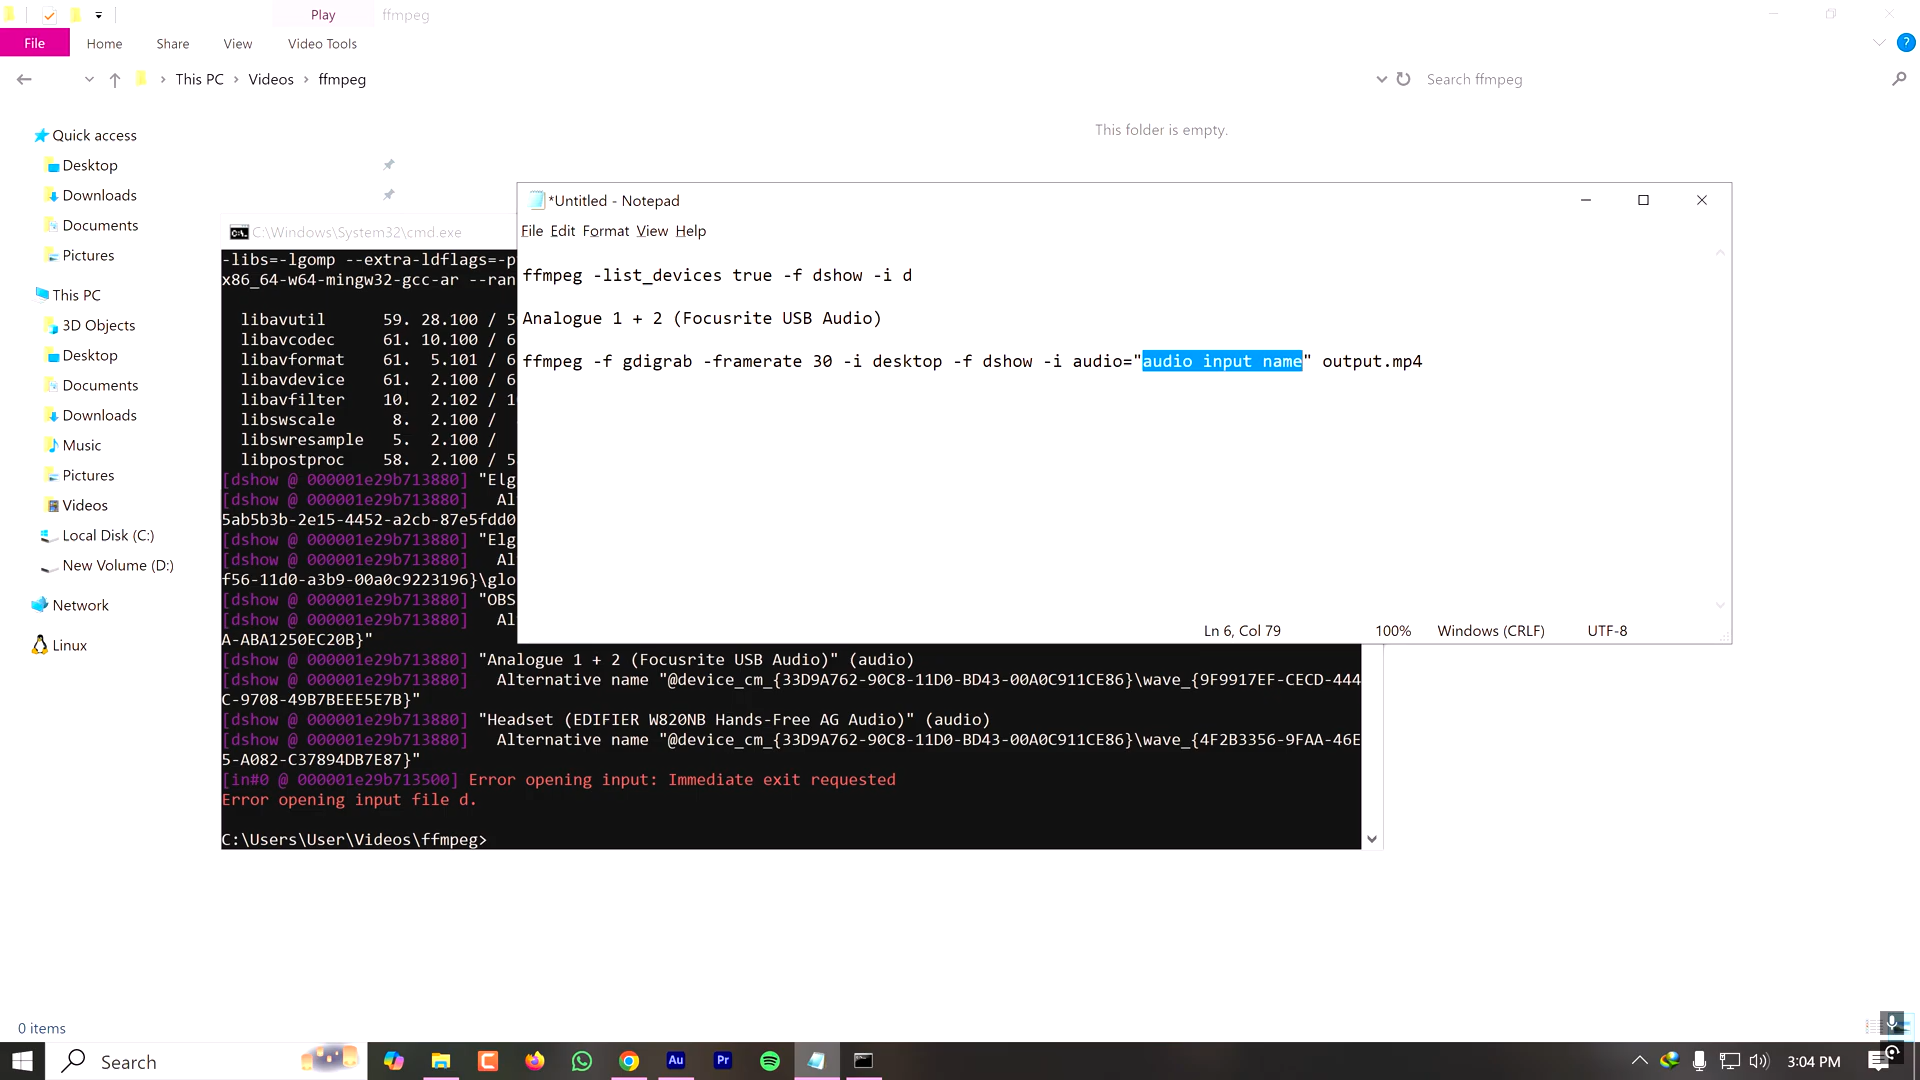 Play
ffmpeg
File
Home
Share
View
Video Tools
?
This PC
Videos
ffmpeg
Search ffmpeg
This folder is empty.
Quick access
Desktop
Downloads
Documents
Pictures
This PC
3D Objects
Desktop
Documents
Downloads
Music
Pictures
Videos
Local Disk (C:)
New Volume (D:)
Network
Linux
0 items
*Untitled - Notepad
File Edit Format View Help
ffmpeg -list_devices true -f dshow -i d
Analogue 1 + 2 (Focusrite USB Audio)
ffmpeg -f gdigrab -framerate 30 -i desktop -f dshow -i audio="audio input name" output.mp4
Ln 6, Col 79
100%
Windows (CRLF)
UTF-8
C:\Windows\System32\cmd.exe
-libs=-lgomp --extra-ldflags=-p
x86_64-w64-mingw32-gcc-ar --ran
libavutil 59. 28.100 / 5
libavcodec 61. 10.100 / 6
libavformat 61. 5.101 / 6
libavdevice 61. 2.100 / 6
libavfilter 10. 2.102 / 1
libswscale 8. 2.100 /
libswresample 5. 2.100 /
libpostproc 58. 2.100 / 5
[dshow @ 000001e29b713880] "Elg
[dshow @ 000001e29b713880] Al
5ab5b3b-2e15-4452-a2cb-87e5fdd0
[dshow @ 000001e29b713880] "Elg
[dshow @ 000001e29b713880] Al
f56-11d0-a3b9-00a0c9223196}\glo
[dshow @ 000001e29b713880] "OBS
[dshow @ 000001e29b713880] Al
A-ABA1250EC20B}"
[dshow @ 000001e29b713880] "Analogue 1 + 2 (Focusrite USB Audio)" (audio)
[dshow @ 000001e29b713880] Alternative name "@device_cm_{33D9A762-90C8-11D0-BD43-00A0C911CE86}\wave_{9F9917EF-CECD-444
C-9708-49B7BEEE5E7B}"
[dshow @ 000001e29b713880] "Headset (EDIFIER W820NB Hands-Free AG Audio)" (audio)
[dshow @ 000001e29b713880] Alternative name "@device_cm_{33D9A762-90C8-11D0-BD43-00A0C911CE86}\wave_{4F2B3356-9FAA-46E
5-A082-C37894DB7E87}"
[in#0 @ 000001e29b713500] Error opening input: Immediate exit requested
Error opening input file d.
C:\Users\User\Videos\ffmpeg>
Search
Au
Pr
3:04 PM